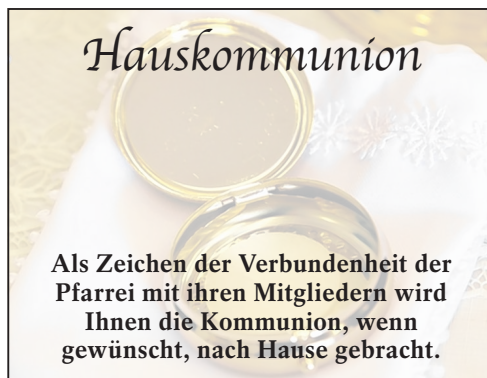 Hauskommunion
Als Zeichen der Verbundenheit der
Pfarrei mit ihren Mitgliedern wird
Ihnen die Kommunion, wenn
gewünscht, nach Hause gebracht.